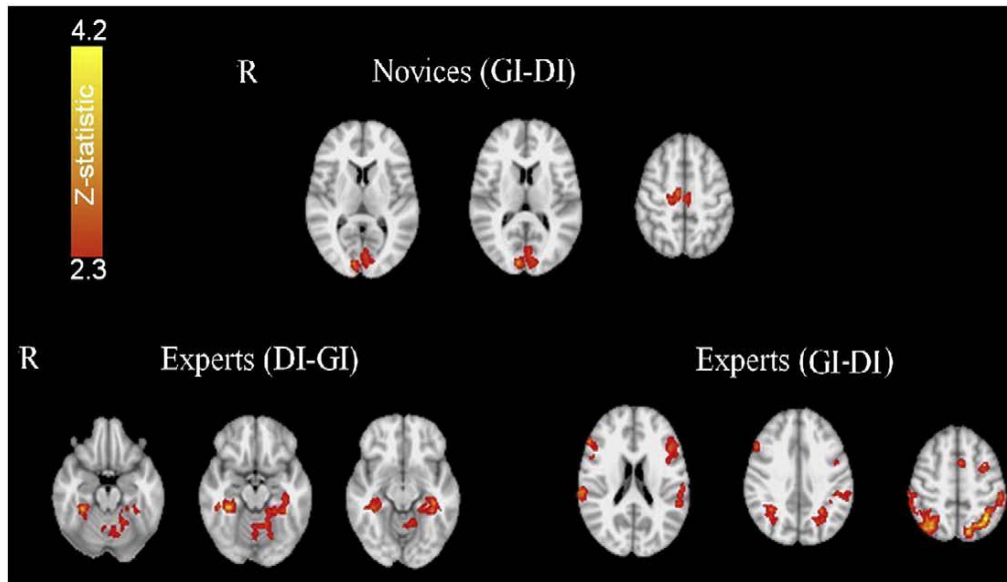 4.2
Z-statistic
2.3
R
Novices (GI-DI)
R
Experts (DI-GI)
Experts (GI-DI)